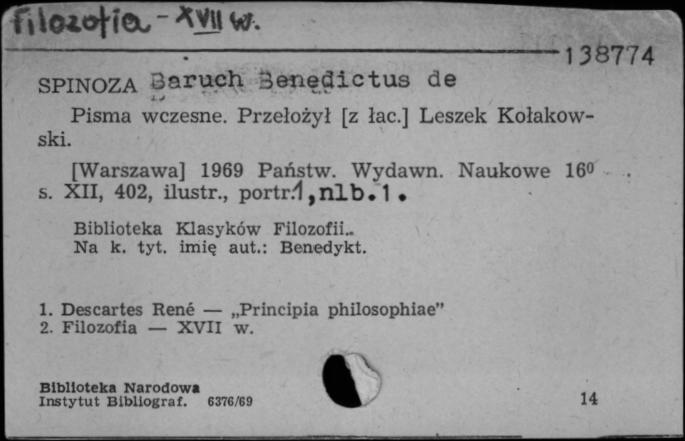 Filozofia - XVII w.
138774
SPINOZA Baruch Benedictus de
Pisma wczesne. Przełożył [z łac.] Leszek Kołakow-
ski.
[Warszawa] 1969 Państw. Wydawn. Naukowe 16⁰
s. XII, 402, ilustr., portr.1, nlb.1.
Biblioteka Klasyków Filozofii.
Na k. tyt. imię aut.: Benedykt.
1. Descartes René — „Principia philosophiae”
2. Filozofia — XVII w.
Biblioteka Narodowa
Instytut Bibliograf. 6376/69 14